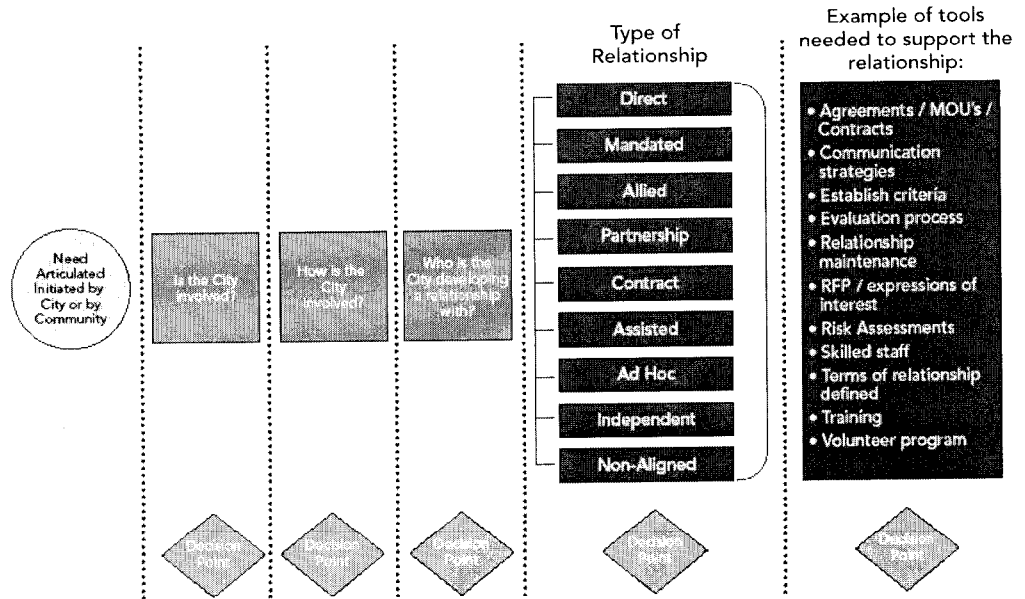 Need
Articulated
Initiated by
City or by
Community
Is the City
involved?
How is the
City
involved?
Who is the
City developing
a relationship
with?
Type of
Relationship
Direct
Mandated
Allied
Partnership
Contract
Assisted
Ad Hoc
Independent
Non-Aligned
Example of tools
needed to support the
relationship:
• Agreements / MOU's /
Contracts
• Communication
strategies
• Establish criteria
• Evaluation process
• Relationship
maintenance
• RFP / expressions of
interest
• Risk Assessments
• Skilled staff
• Terms of relationship
defined
• Training
• Volunteer program
Decision
Point
Decision
Point
Decision
Point
Decision
Point
Decision
Point